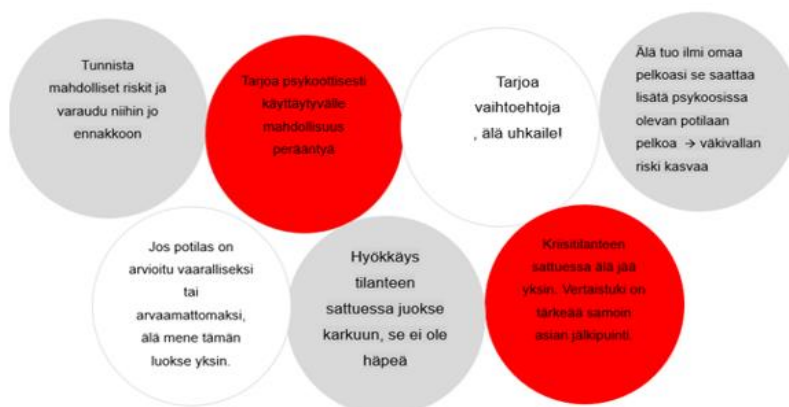 Tunnista
mahdolliset riskit ja
varaudu niihin jo
ennakkoon
Tarjoa psykoottisesti
käyttäytyvälle
mahdollisuus
perääntyä
Tarjoa
vaihtoehtoja
, älä uhkaile!
Älä tuo ilmi omaa
pelkoasi se saattaa
lisätä psykoosissa
olevan potilaan
pelkoa → väkivallan
riski kasvaa
Jos potilas on
arvioitu vaaralliseksi
tai
arvaamattomaksi,
älä mene tämän
luokse yksin.
Hyökkäys
tilanteen
sattuessa juokse
karkuun, se ei ole
häpeä
Kriisitilanteen
sattuessa älä jää
yksin. Vertaistuki on
tärkeää samoin
asian jälkipuinti.